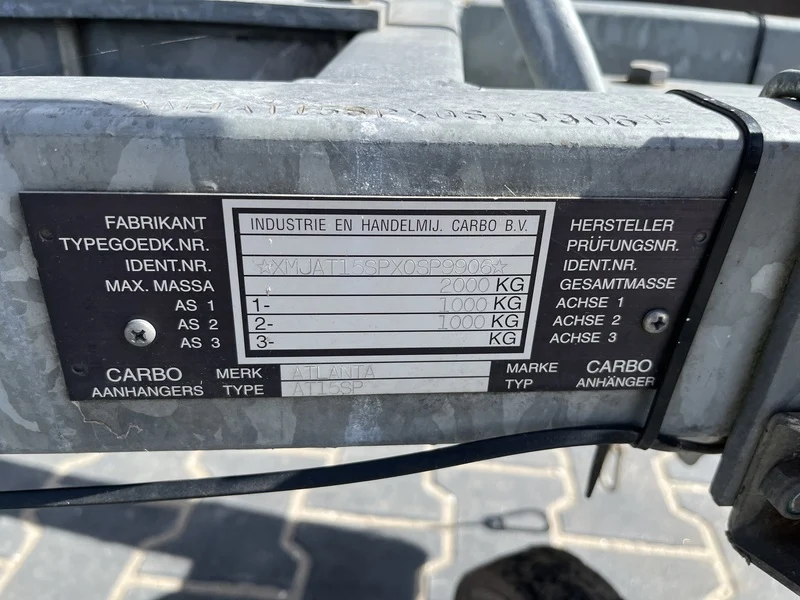 FABRIKANT INDUSTRIE EN HANDELMIJ. CARBO B.V. HERSTELLER
TYPEGOEDK.NR. PRÜFUNGSNR.
IDENT.NR. ☆XMJAT15SPX0SP9906☆ IDENT.NR.
MAX. MASSA 2000 KG GESAMTMASSE
AS 1 1- 1000 KG ACHSE 1
AS 2 2- 1000 KG ACHSE 2
AS 3 3- KG ACHSE 3
CARBO MERK ATLANTA MARKE CARBO
AANHANGERS TYPE AT15SP TYP ANHÄNGER